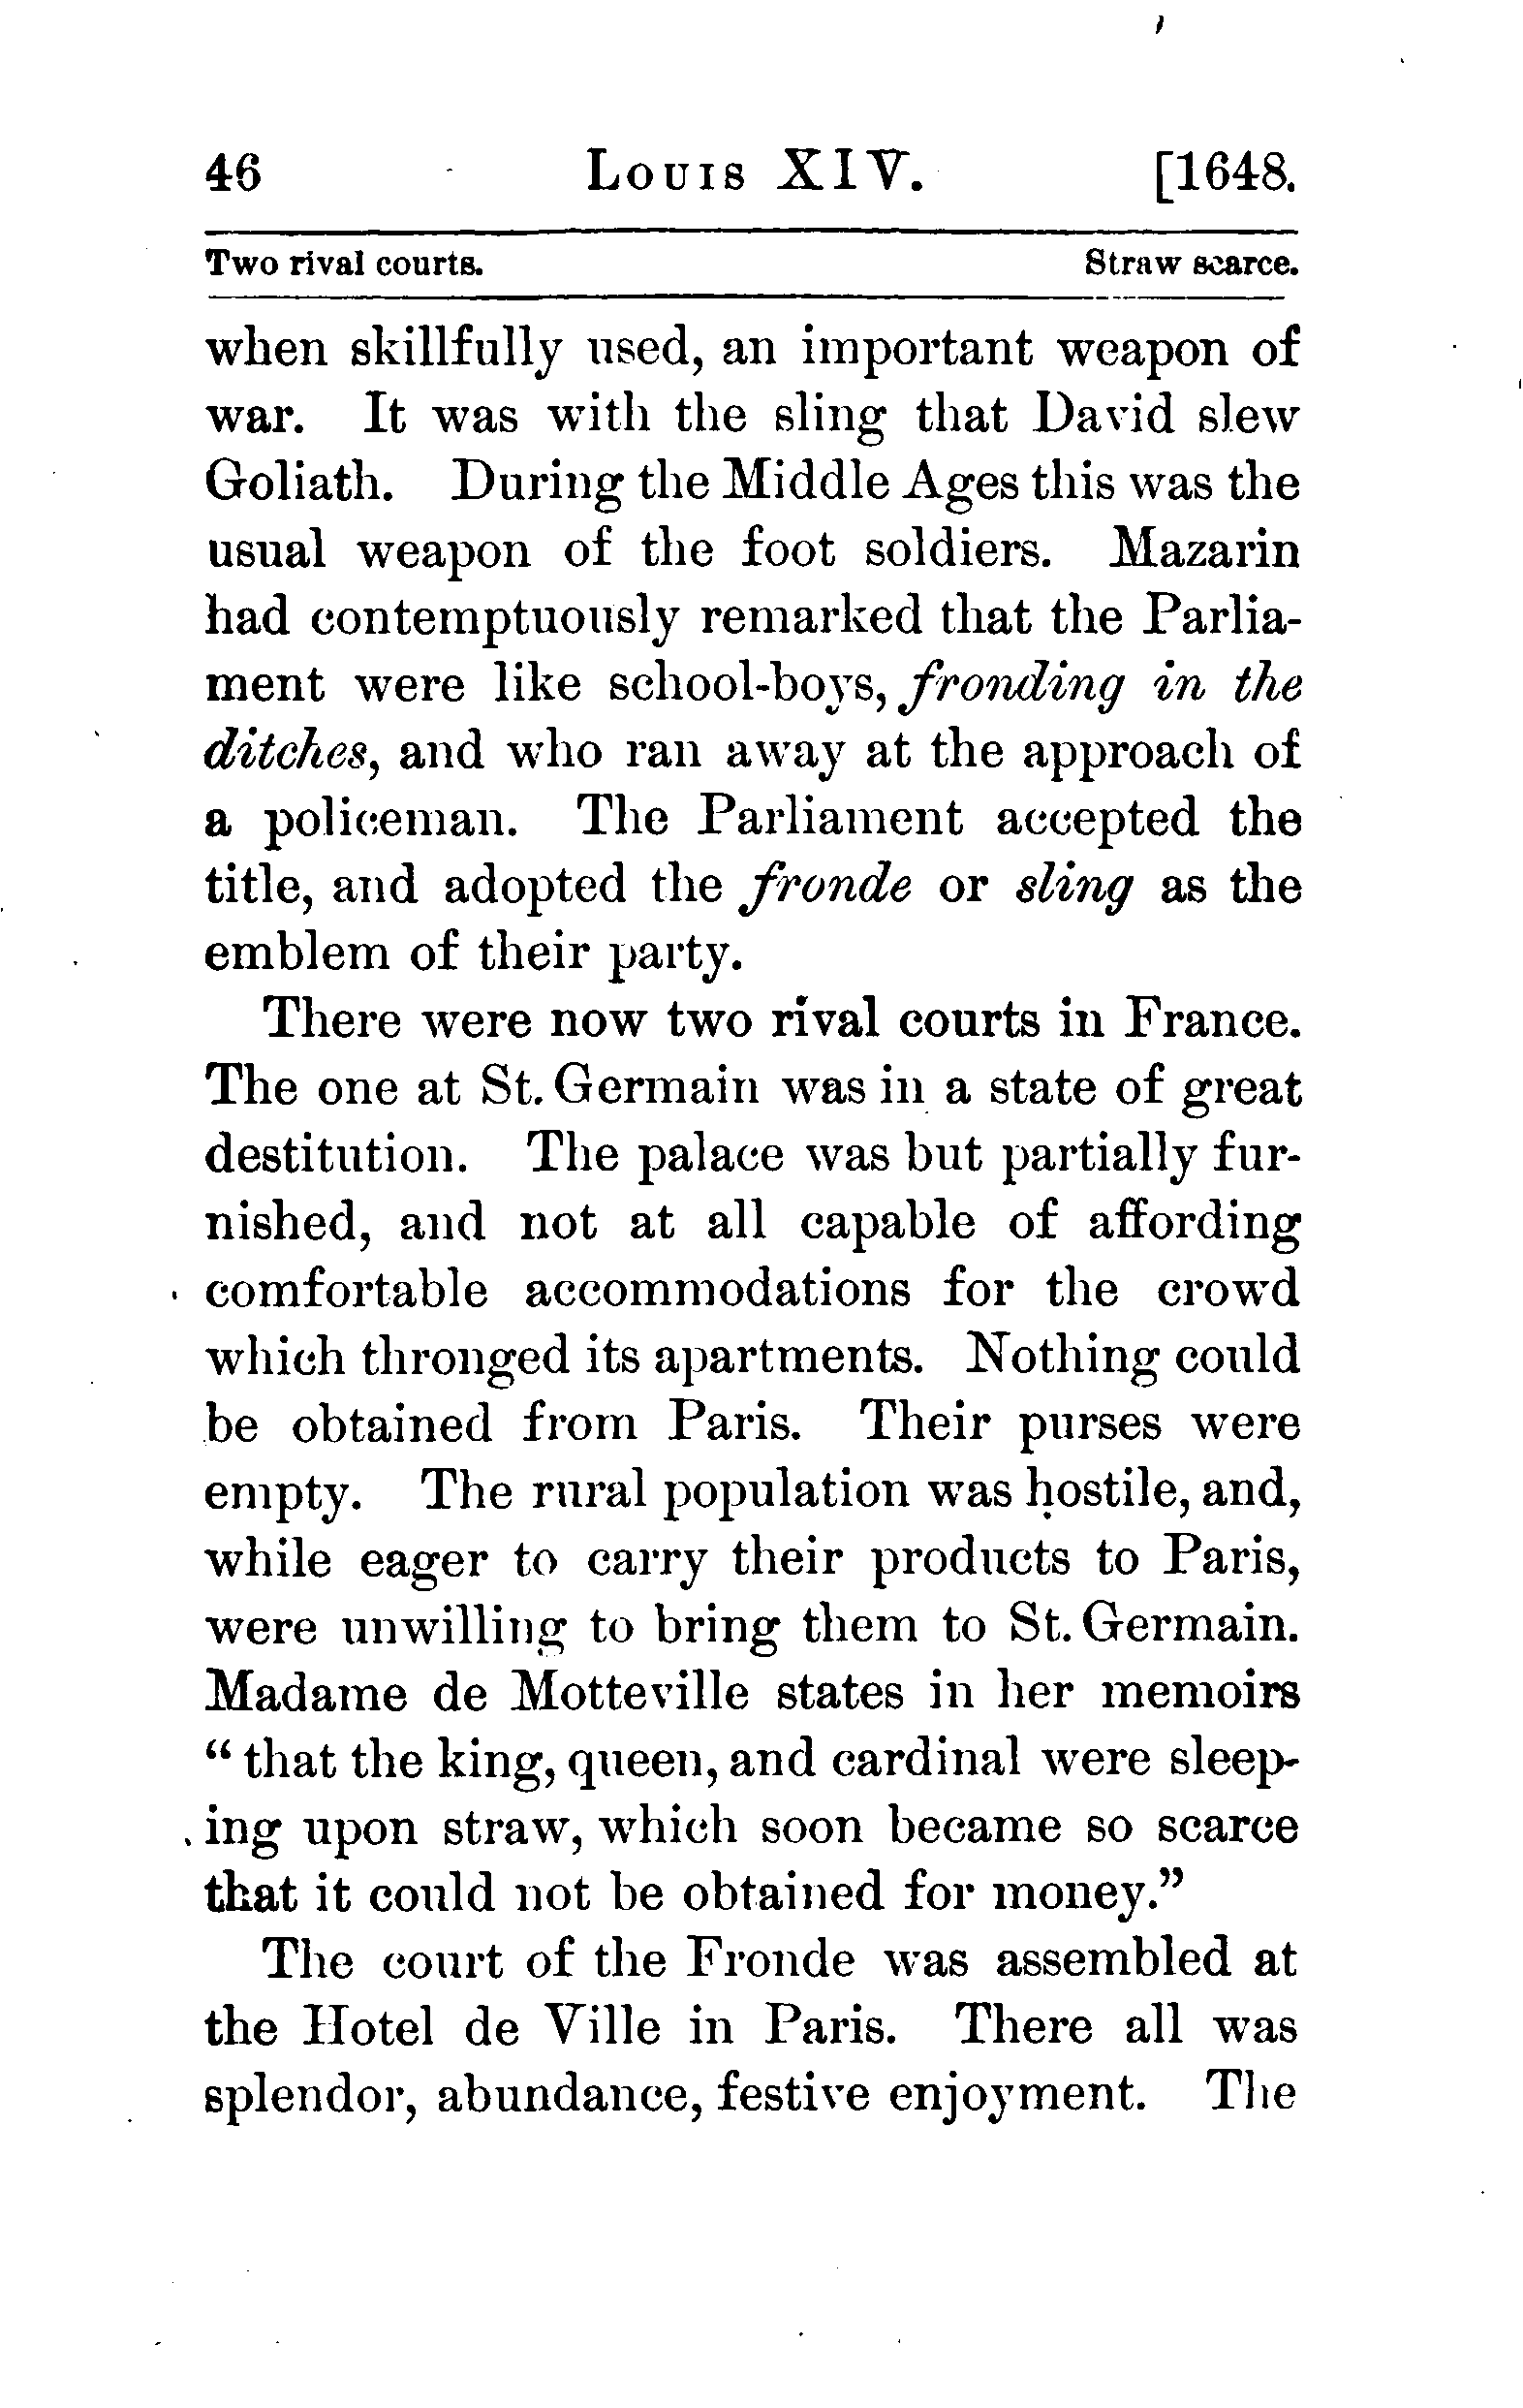 46 Louis XIV. [1648.
Two rival courts. Straw scarce.
when skillfully used, an important weapon of
war. It was with the sling that David slew
Goliath. During the Middle Ages this was the
usual weapon of the foot soldiers. Mazarin
had contemptuously remarked that the Parlia-
ment were like school-boys, fronding in the
ditches, and who ran away at the approach of
a policeman. The Parliament accepted the
title, and adopted the fronde or sling as the
emblem of their party.
There were now two rival courts in France.
The one at St. Germain was in a state of great
destitution. The palace was but partially fur-
nished, and not at all capable of affording
comfortable accommodations for the crowd
which thronged its apartments. Nothing could
be obtained from Paris. Their purses were
empty. The rural population was hostile, and,
while eager to carry their products to Paris,
were unwilling to bring them to St. Germain.
Madame de Motteville states in her memoirs
“that the king, queen, and cardinal were sleep-
ing upon straw, which soon became so scarce
that it could not be obtained for money.”
The court of the Fronde was assembled at
the Hotel de Ville in Paris. There all was
splendor, abundance, festive enjoyment. The